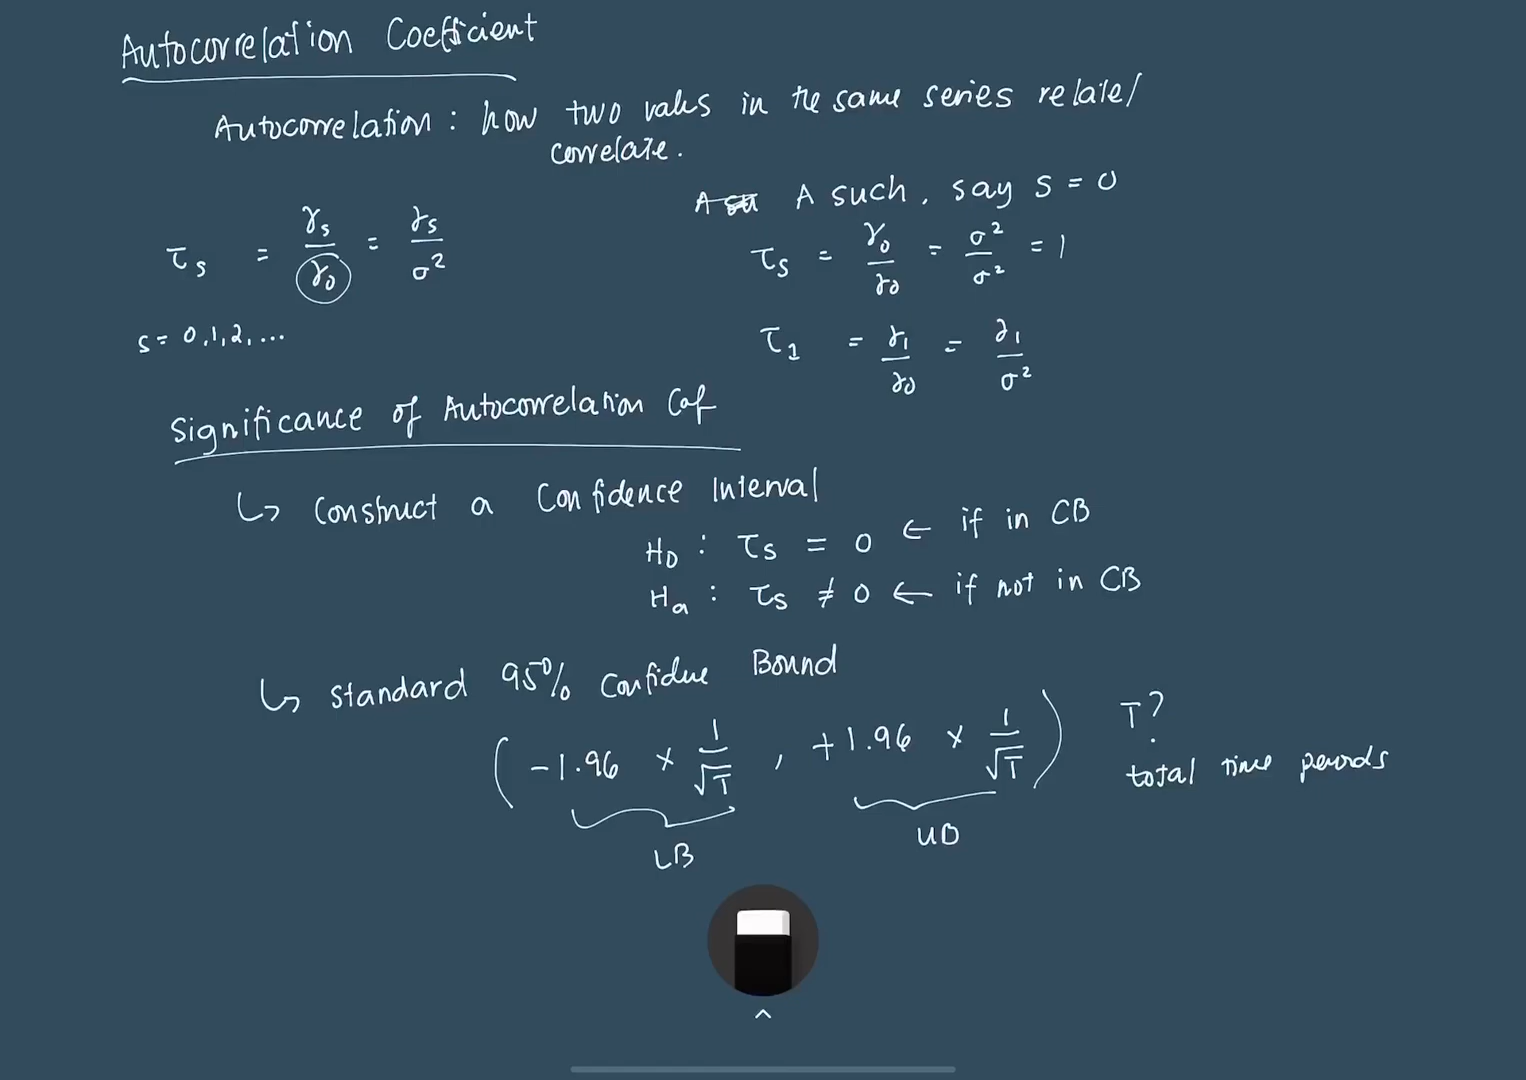 Autocorrelation Coefficient
Autocorrelation : how two values in the same series relate/
correlate.
A such, say s = 0
τs = γs/γ0 = γs/σ²
τs = γ0/γ0 = σ²/σ² = 1
s = 0,1,2,...
τ1 = γ1/γ0 = γ1/σ²
Significance of Autocorrelation Coef
↳ Construct a Confidence Interval
H0 : τs = 0 ← if in CB
Ha : τs ≠ 0 ← if not in CB
↳ Standard 95% Confidence Bound
( -1.96 × 1/√T , +1.96 × 1/√T )
T?
total time periods
LB
UB